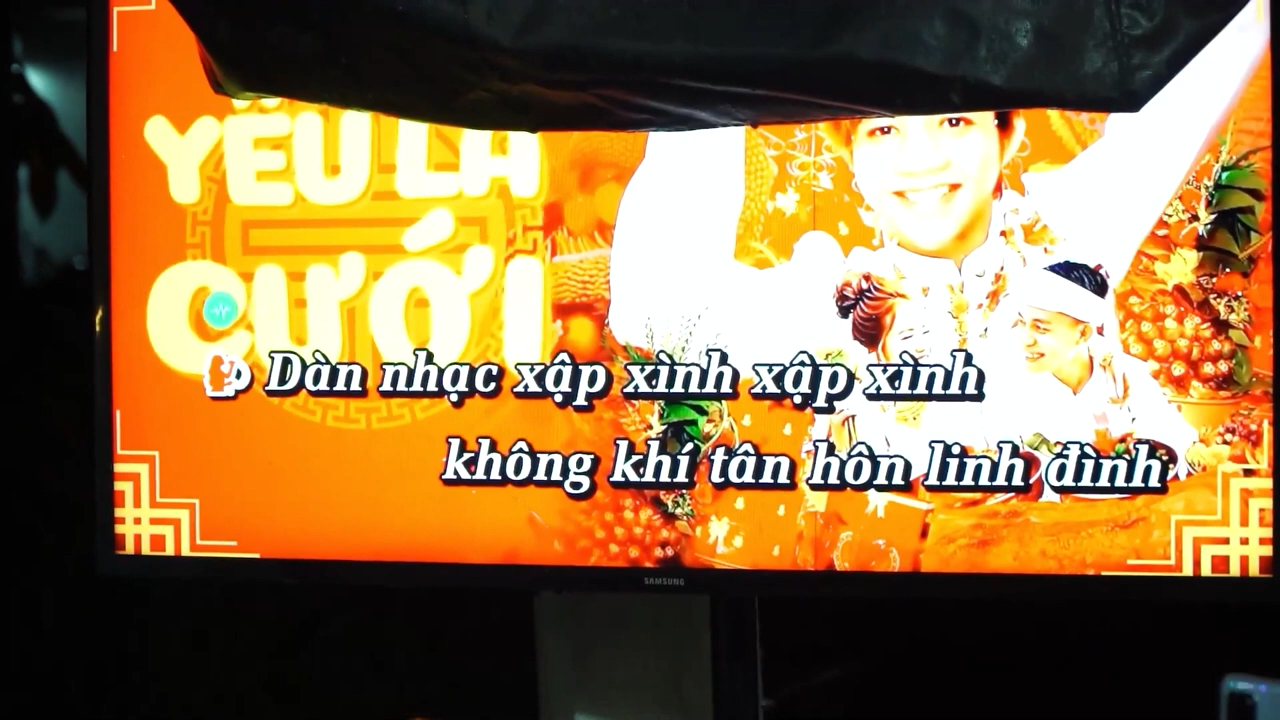 YÊU LÀ
CƯỚI
Dàn nhạc xập xình xập xình
không khí tân hôn linh đình
SAMSUNG